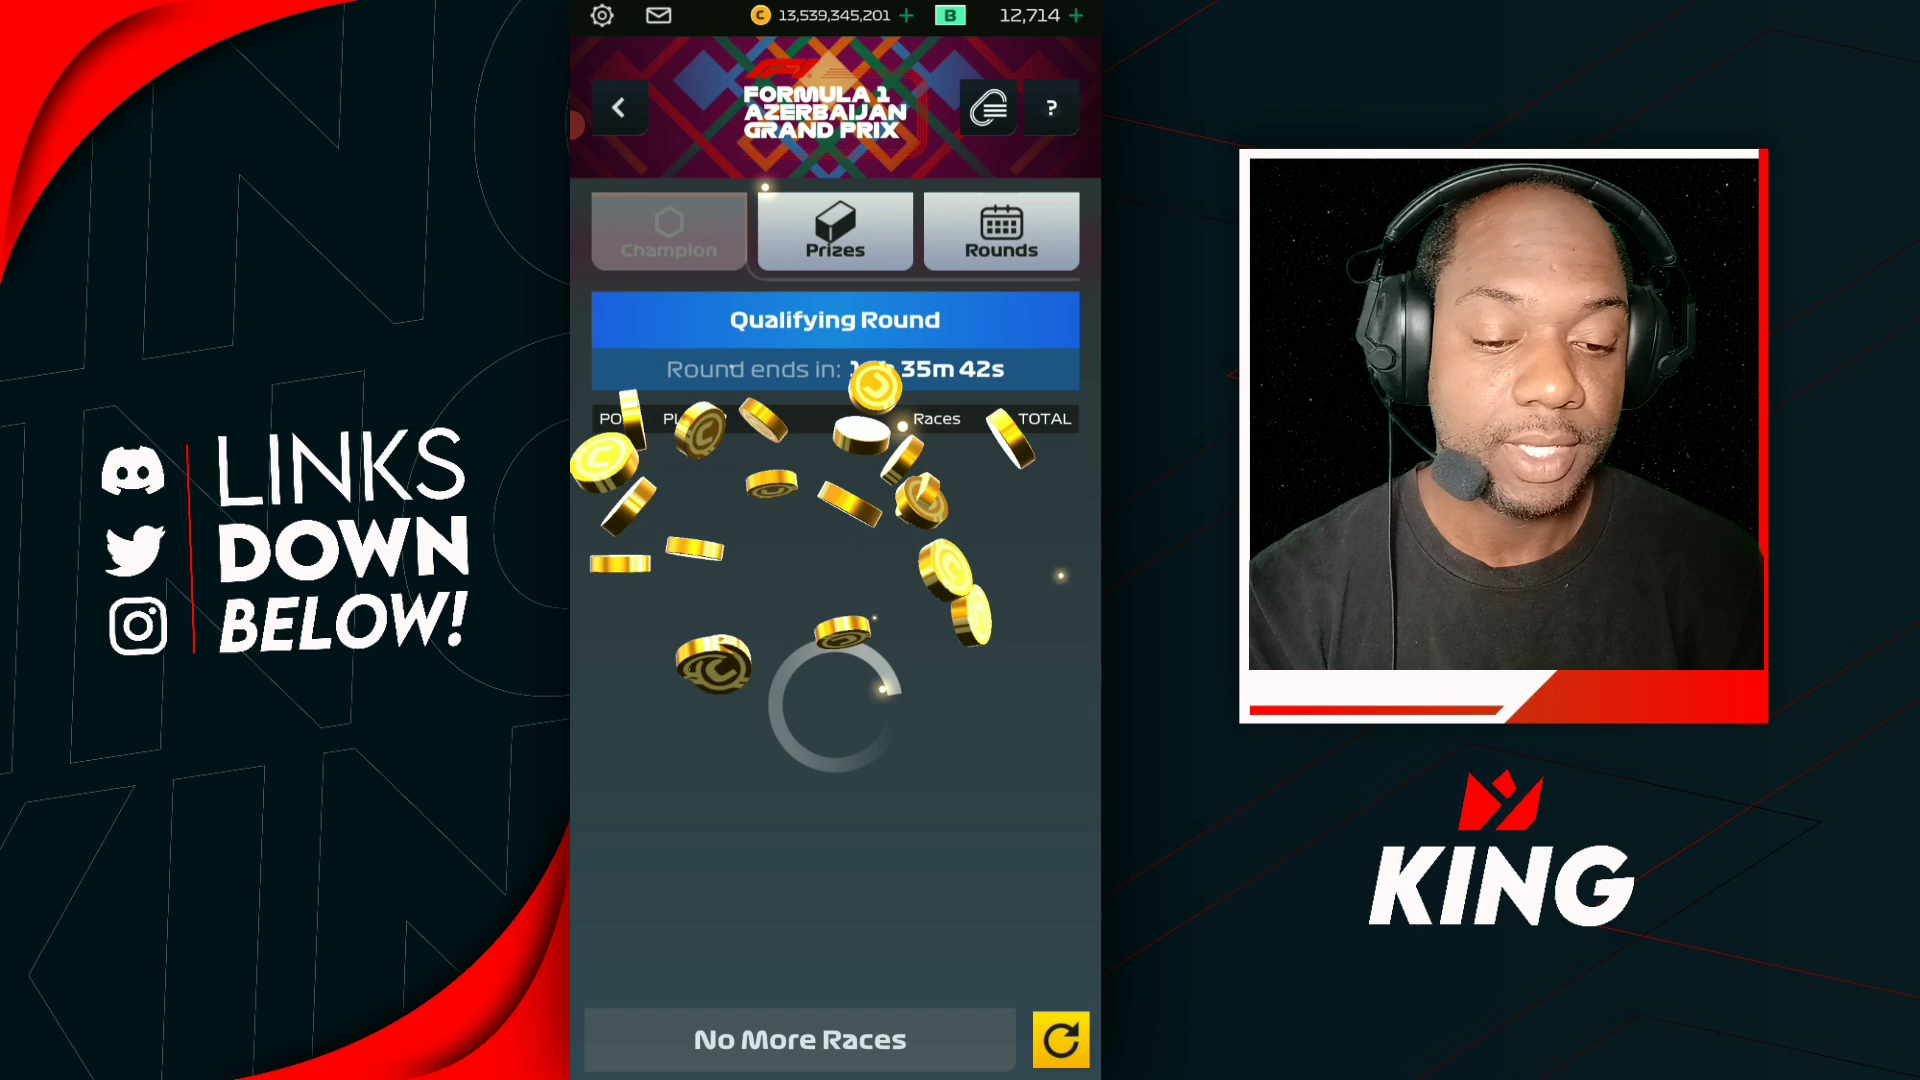 13,539,345,201
B
12,714
FORMULA 1
AZERBAIJAN
GRAND PRIX
?
Champion
Prizes
Rounds
Qualifying Round
Round ends in: 35m 42s
Races
TOTAL
LINKS
DOWN
BELOW!
No More Races
KING